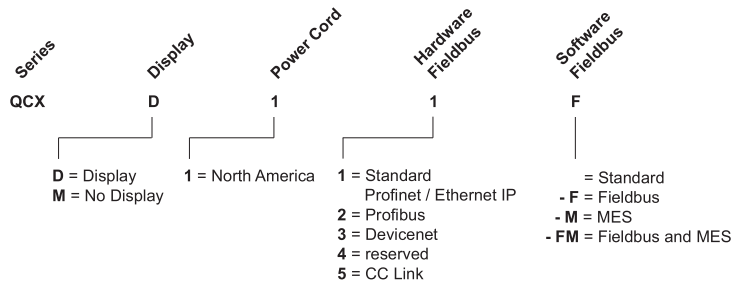 Series
Display
Power Cord
Hardware
Fieldbus
Software
Fieldbus
QCX D 1 1 F
D = Display
M = No Display
1 = North America
1 = Standard
Profinet / Ethernet IP
2 = Profibus
3 = Devicenet
4 = reserved
5 = CC Link
= Standard
- F = Fieldbus
- M = MES
- FM = Fieldbus and MES